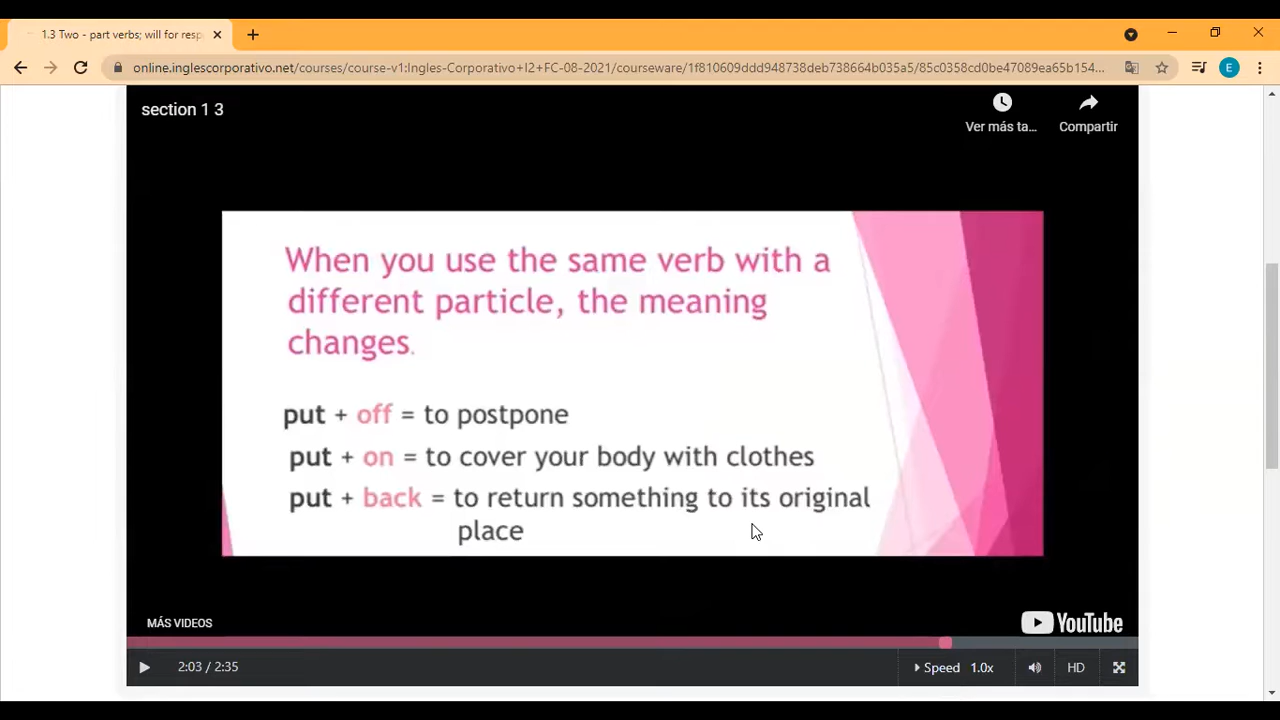 1.3 Two - part verbs; will for resp
online.inglescorporativo.net/courses/course-v1:Ingles-Corporativo+I2+FC-08-2021/courseware/1f810609ddd948738deb738664b035a5/85c0358cd0be47089ea65b154...
E
section 1 3
Ver más ta...
Compartir
When you use the same verb with a
different particle, the meaning
changes.
put + off = to postpone
put + on = to cover your body with clothes
put + back = to return something to its original
place
MÁS VIDEOS
YouTube
2:03 / 2:35
Speed 1.0x
HD